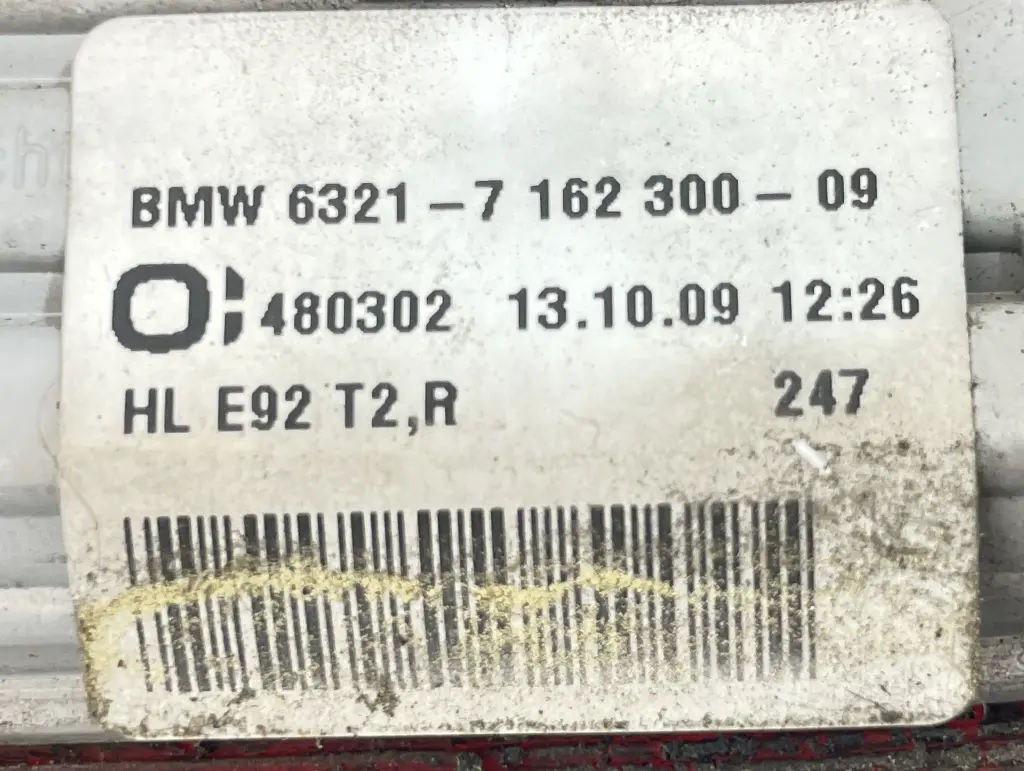 BMW 6321-7 162 300-09
480302 13.10.09 12:26
HL E92 T2,R 247